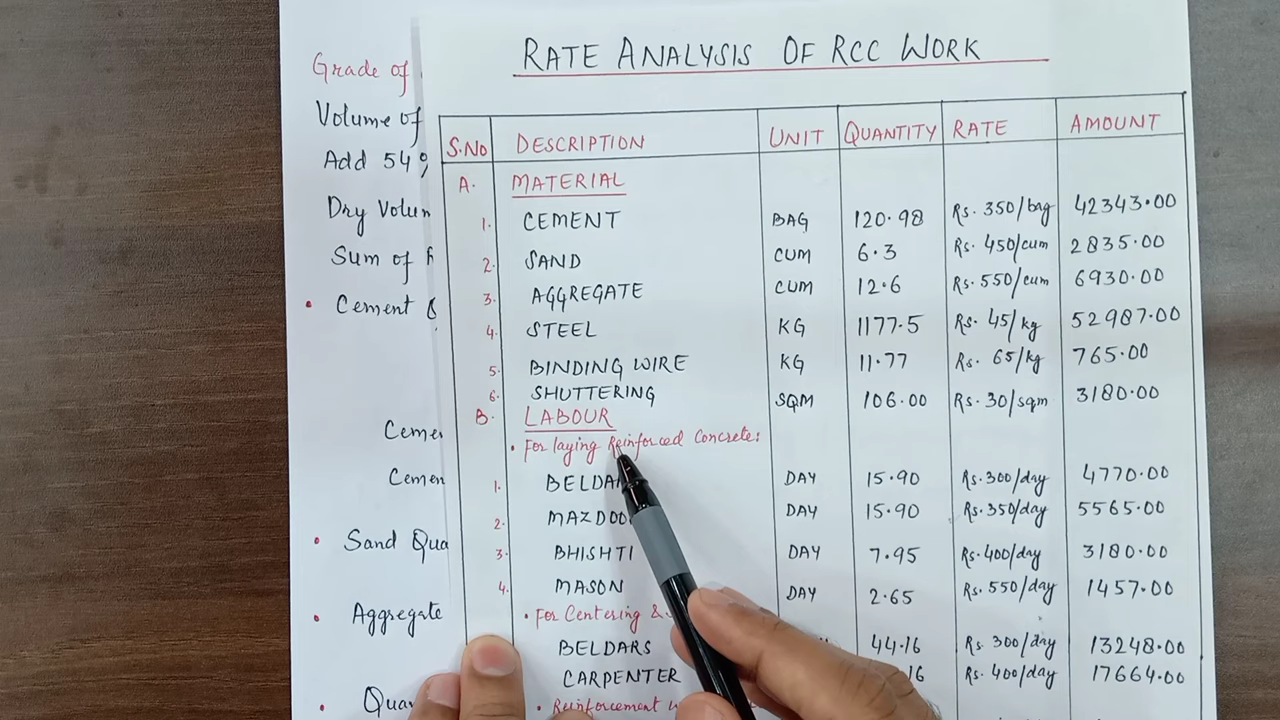 RATE ANALYSIS OF RCC WORK
S.NO DESCRIPTION UNIT QUANTITY RATE AMOUNT
A. MATERIAL
1. CEMENT BAG 120.98 Rs. 350/bag 42343.00
2. SAND CUM 6.3 Rs. 450/cum 2835.00
3. AGGREGATE CUM 12.6 Rs. 550/cum 6930.00
4. STEEL KG 1177.5 Rs. 45/kg 52987.00
5. BINDING WIRE KG 11.77 Rs. 65/kg 765.00
6. SHUTTERING SQM 106.00 Rs. 30/sqm 3180.00
B. LABOUR
• For laying Reinforced Concrete:
1. DAY 15.90 Rs. 300/day 4770.00
2. DAY 15.90 Rs. 350/day 5565.00
3. BHISHTI DAY 7.95 Rs. 400/day 3180.00
4. MASON DAY 2.65 Rs. 550/day 1457.00
• For Centering &
BELDARS 44.16 Rs. 300/day 13248.00
CARPENTER Rs. 400/day 17664.00
• Reinforcement
Grade of
Volume of
Add 54
Dry
Sum of
• Cement
• Sand
• Aggregate